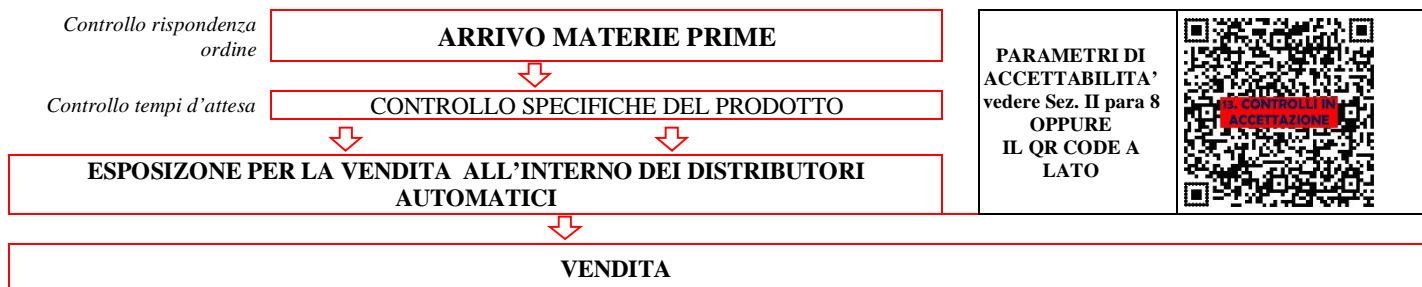 Controllo rispondenza
ordine
ARRIVO MATERIE PRIME
Controllo tempi d'attesa
CONTROLLO SPECIFICHE DEL PRODOTTO
ESPOSIZONE PER LA VENDITA ALL'INTERNO DEI DISTRIBUTORI
AUTOMATICI
PARAMETRI DI
ACCETTABILITA'
vedere Sez. II para 8
OPPURE
IL QR CODE A
LATO
13. CONTROLLI IN
ACCETTAZIONE
VENDITA